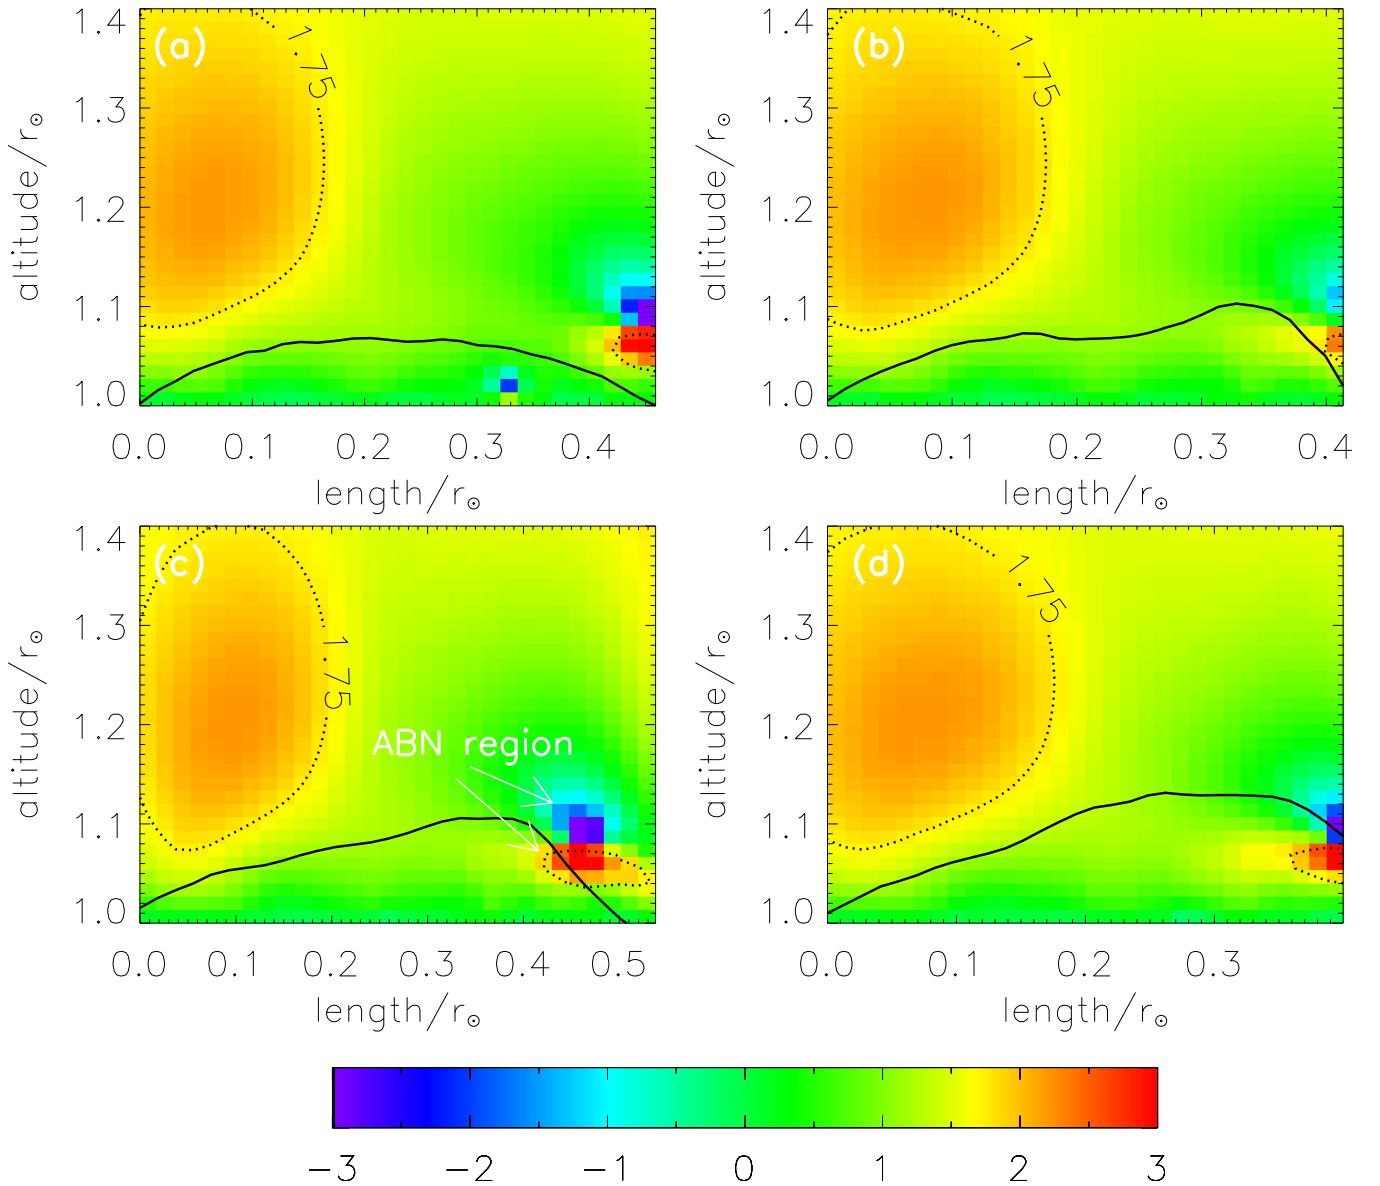 (a)
1.75
1.4
1.3
1.2
1.1
1.0
altitude/r☉
0.0 0.1 0.2 0.3 0.4
length/r☉
(b)
1.75
1.4
1.3
1.2
1.1
1.0
altitude/r☉
0.0 0.1 0.2 0.3 0.4
length/r☉
(c)
1.75
ABN region
1.4
1.3
1.2
1.1
1.0
altitude/r☉
0.0 0.1 0.2 0.3 0.4 0.5
length/r☉
(d)
1.75
1.4
1.3
1.2
1.1
1.0
altitude/r☉
0.0 0.1 0.2 0.3
length/r☉
−3 −2 −1 0 1 2 3